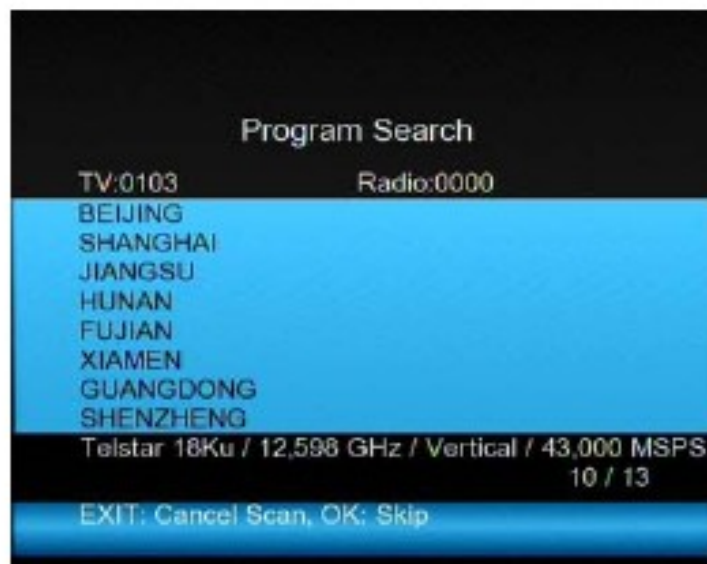 Program Search
TV:0103 Radio:0000
BEIJING
SHANGHAI
JIANGSU
HUNAN
FUJIAN
XIAMEN
GUANGDONG
SHENZHENG
Telstar 18Ku / 12,598 GHz / Vertical / 43,000 MSPS
10 / 13
EXIT: Cancel Scan, OK: Skip